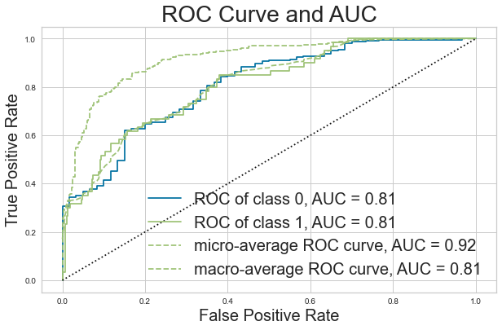 ROC Curve and AUC
True Positive Rate
1.0
0.8
0.6
0.4
0.2
0.0
ROC of class 0, AUC = 0.81
ROC of class 1, AUC = 0.81
micro-average ROC curve, AUC = 0.92
macro-average ROC curve, AUC = 0.81
0.0 0.2 0.4 0.6 0.8 1.0
False Positive Rate